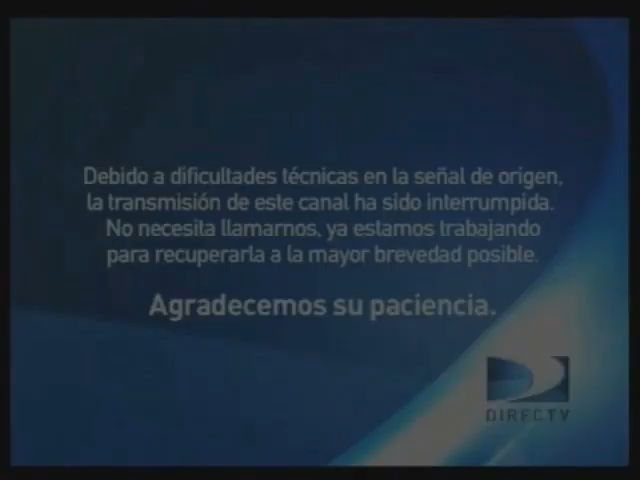 Debido a dificultades técnicas en la señal de origen,
la transmisión de este canal ha sido interrumpida.
No necesita llamarnos, ya estamos trabajando
para recuperarla a la mayor brevedad posible.
Agradecemos su paciencia.
DIRECTV